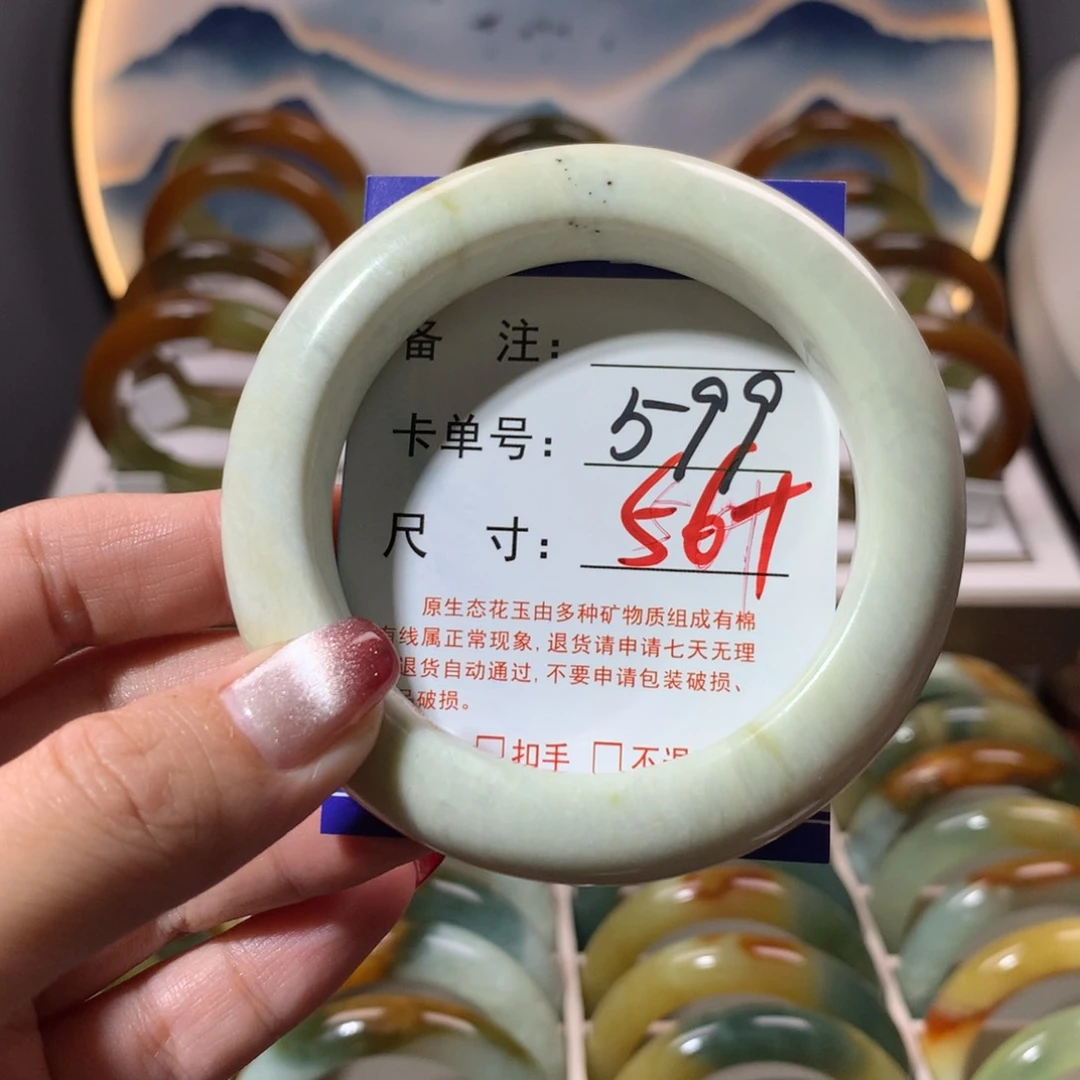 备 注：
卡单号： 599
尺 寸： 56+
原生态花玉由多种矿物质组成有棉
有线属正常现象,退货请申请七天无理
退货自动通过,不要申请包装破损、
破损。
□扣手 □不退